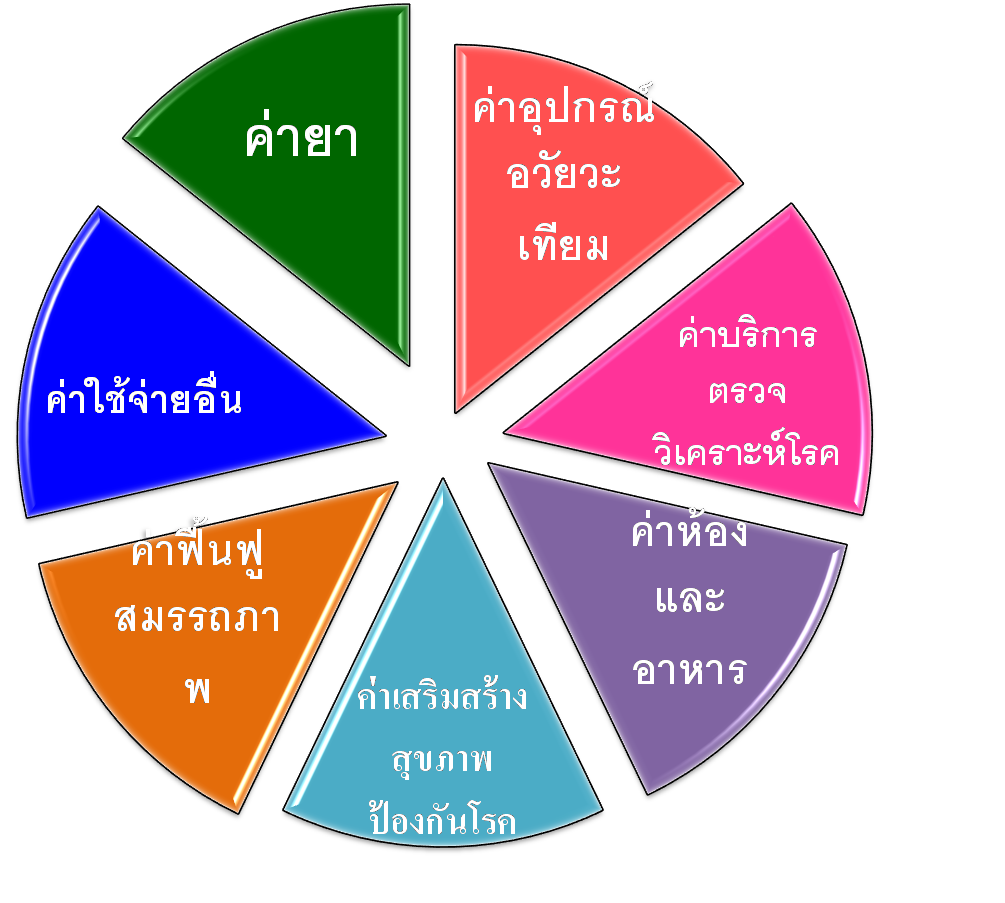 ค่ายา
ค่าอุปกรณ์
อวัยวะ
เทียม
ค่าบริการ
ตรวจ
วิเคราะห์โรค
ค่าห้อง
และ
อาหาร
ค่าเสริมสร้าง
สุขภาพ
ป้องกันโรค
ค่าฟื้นฟู
สมรรถภา
พ
ค่าใช้จ่ายอื่น